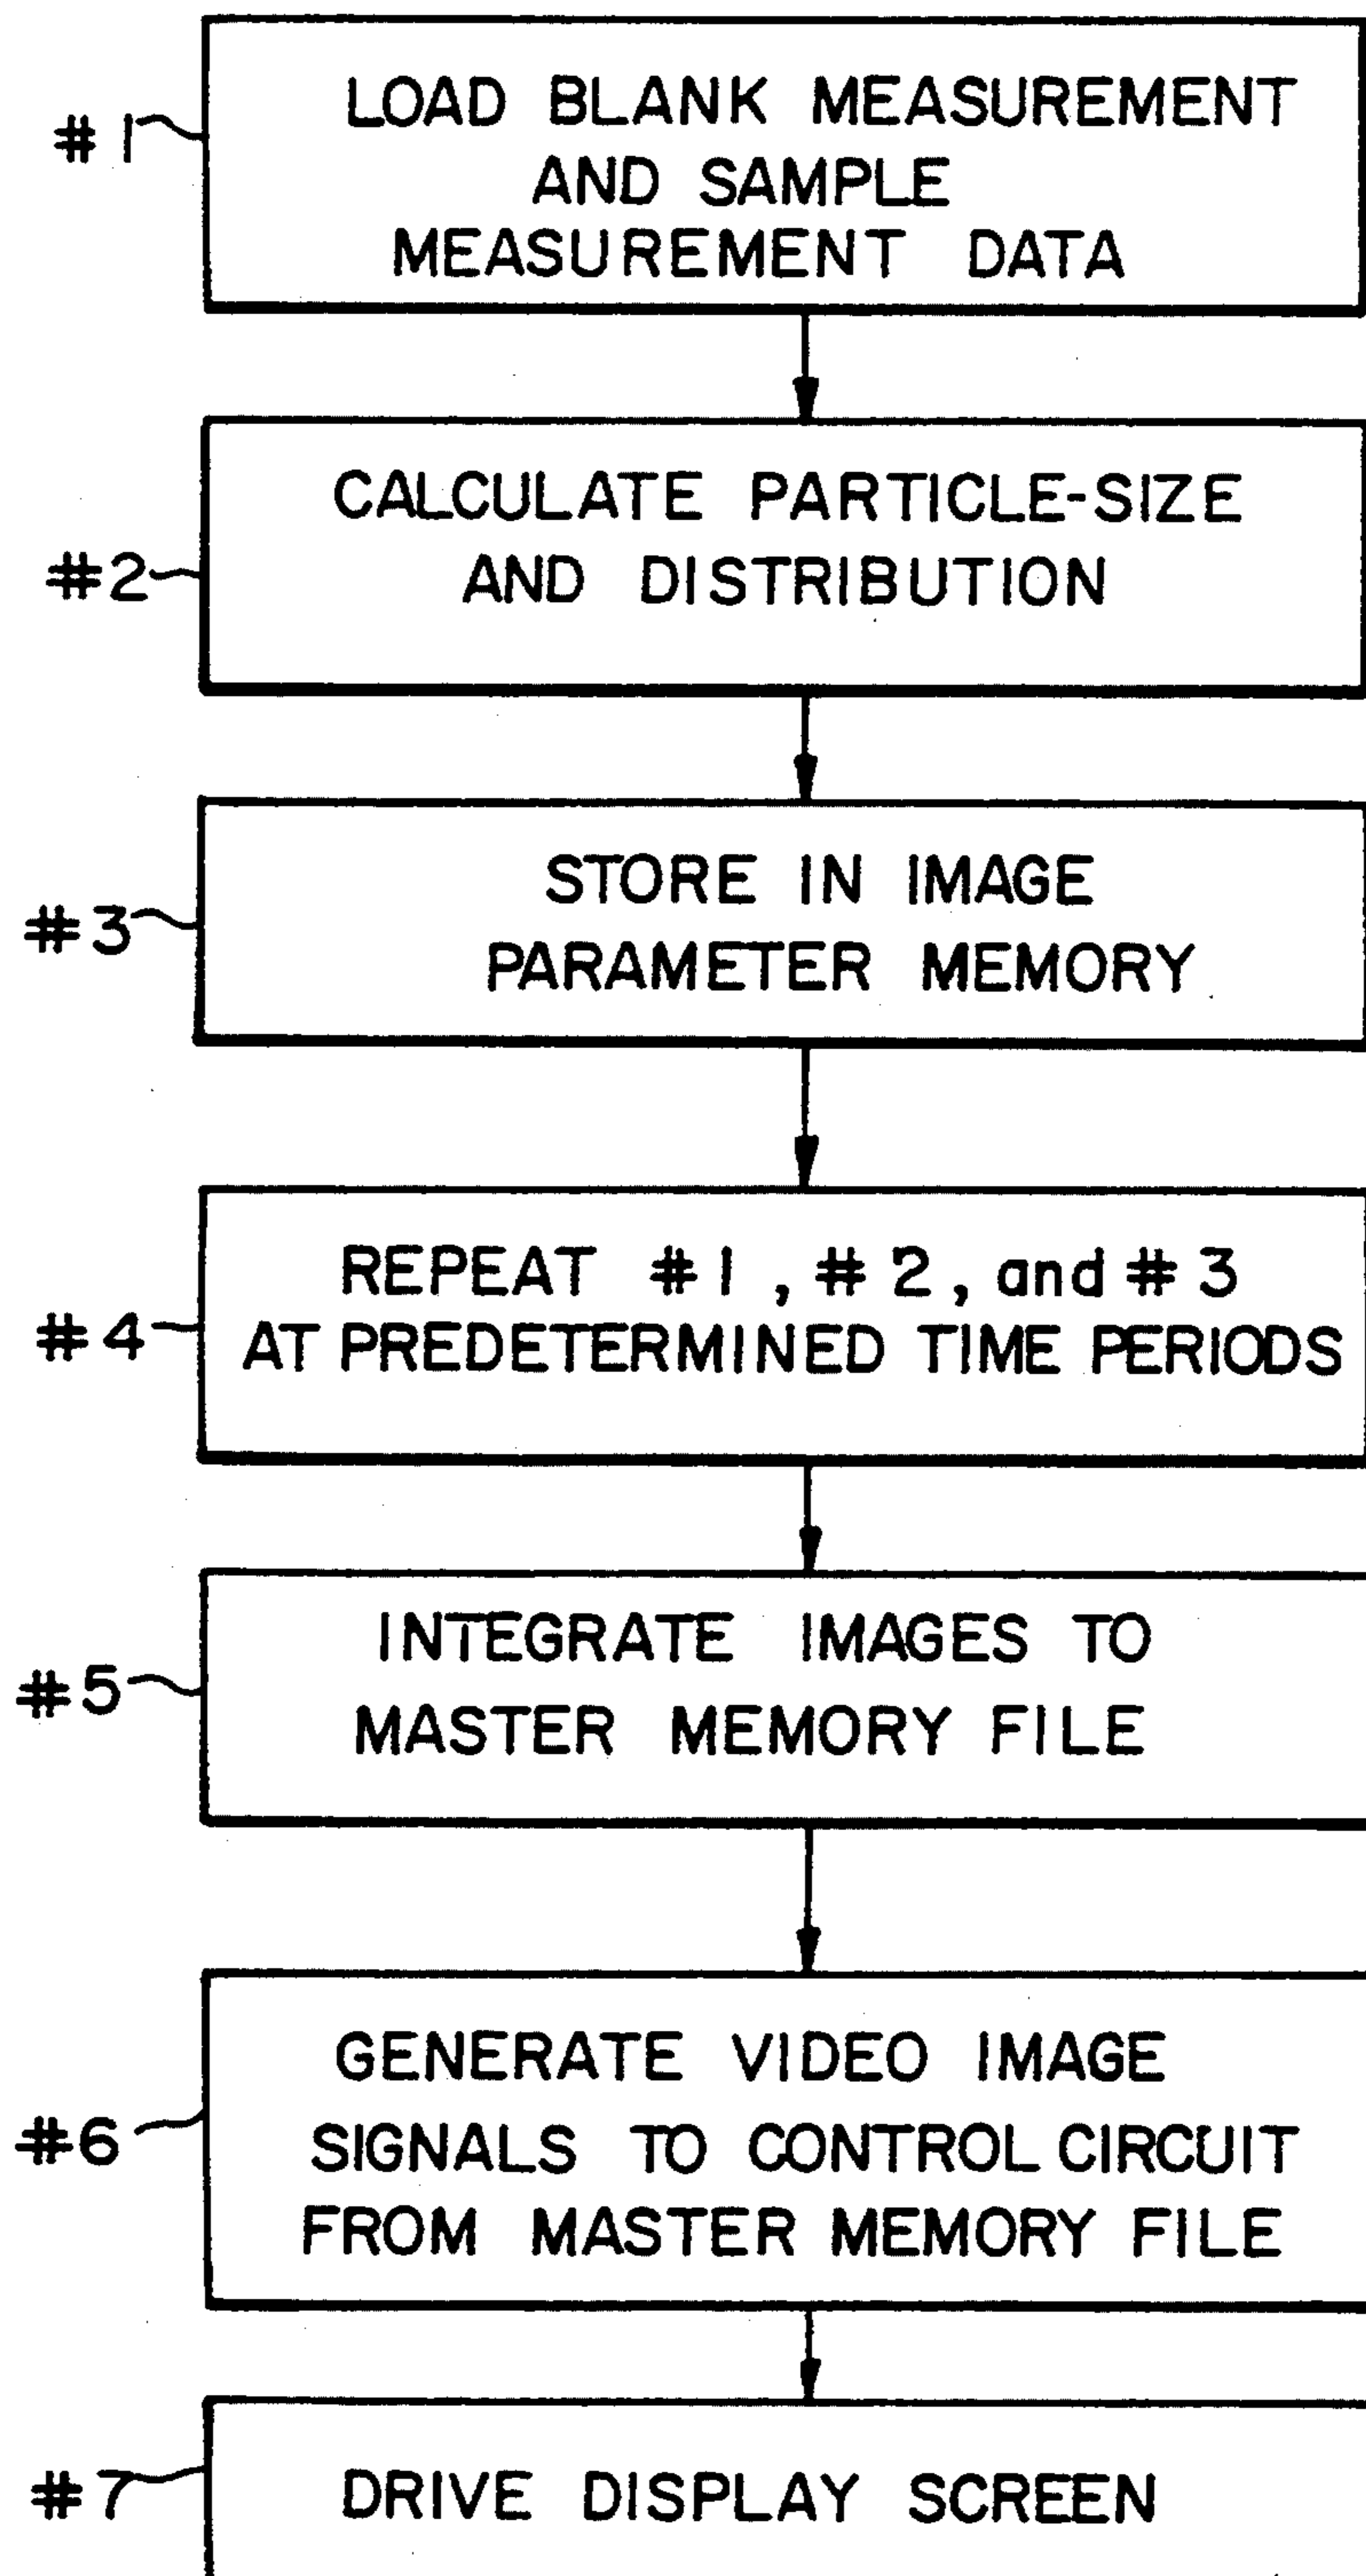 #1
LOAD BLANK MEASUREMENT
AND SAMPLE
MEASUREMENT DATA
#2
CALCULATE PARTICLE-SIZE
AND DISTRIBUTION
#3
STORE IN IMAGE
PARAMETER MEMORY
#4
REPEAT #1, #2, and #3
AT PREDETERMINED TIME PERIODS
#5
INTEGRATE IMAGES TO
MASTER MEMORY FILE
#6
GENERATE VIDEO IMAGE
SIGNALS TO CONTROL CIRCUIT
FROM MASTER MEMORY FILE
#7
DRIVE DISPLAY SCREEN